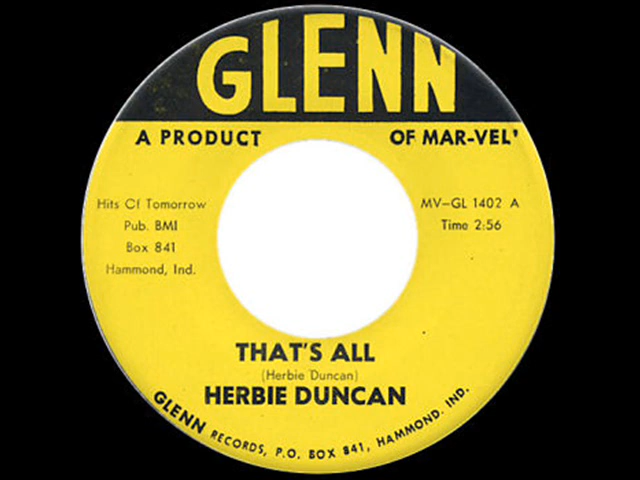 GLENN
A PRODUCT OF MAR-VEL'
Hits Of Tomorrow
Pub. BMI
Box 841
Hammond, Ind.
MV-GL 1402 A
Time 2:56
THAT'S ALL
(Herbie Duncan)
HERBIE DUNCAN
GLENN RECORDS, P.O. BOX 841, HAMMOND. IND.